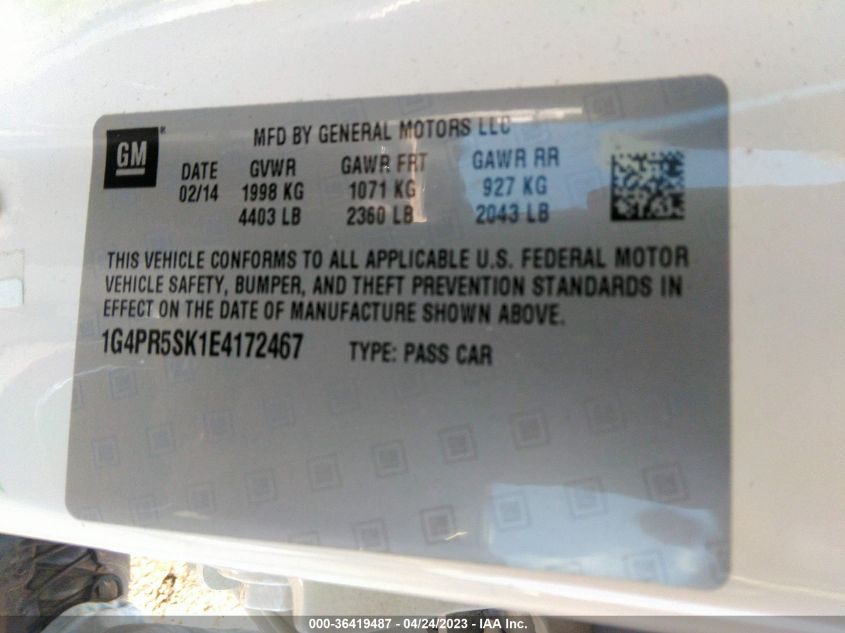 GM ®
MFD BY GENERAL MOTORS LLC
DATE GVWR GAWR FRT GAWR RR
02/14 1998 KG 1071 KG 927 KG
4403 LB 2360 LB 2043 LB
THIS VEHICLE CONFORMS TO ALL APPLICABLE U.S. FEDERAL MOTOR
VEHICLE SAFETY, BUMPER, AND THEFT PREVENTION STANDARDS IN
EFFECT ON THE DATE OF MANUFACTURE SHOWN ABOVE.
1G4PR5SK1E4172467 TYPE: PASS CAR
000-36419487 - 04/24/2023 - IAA Inc.